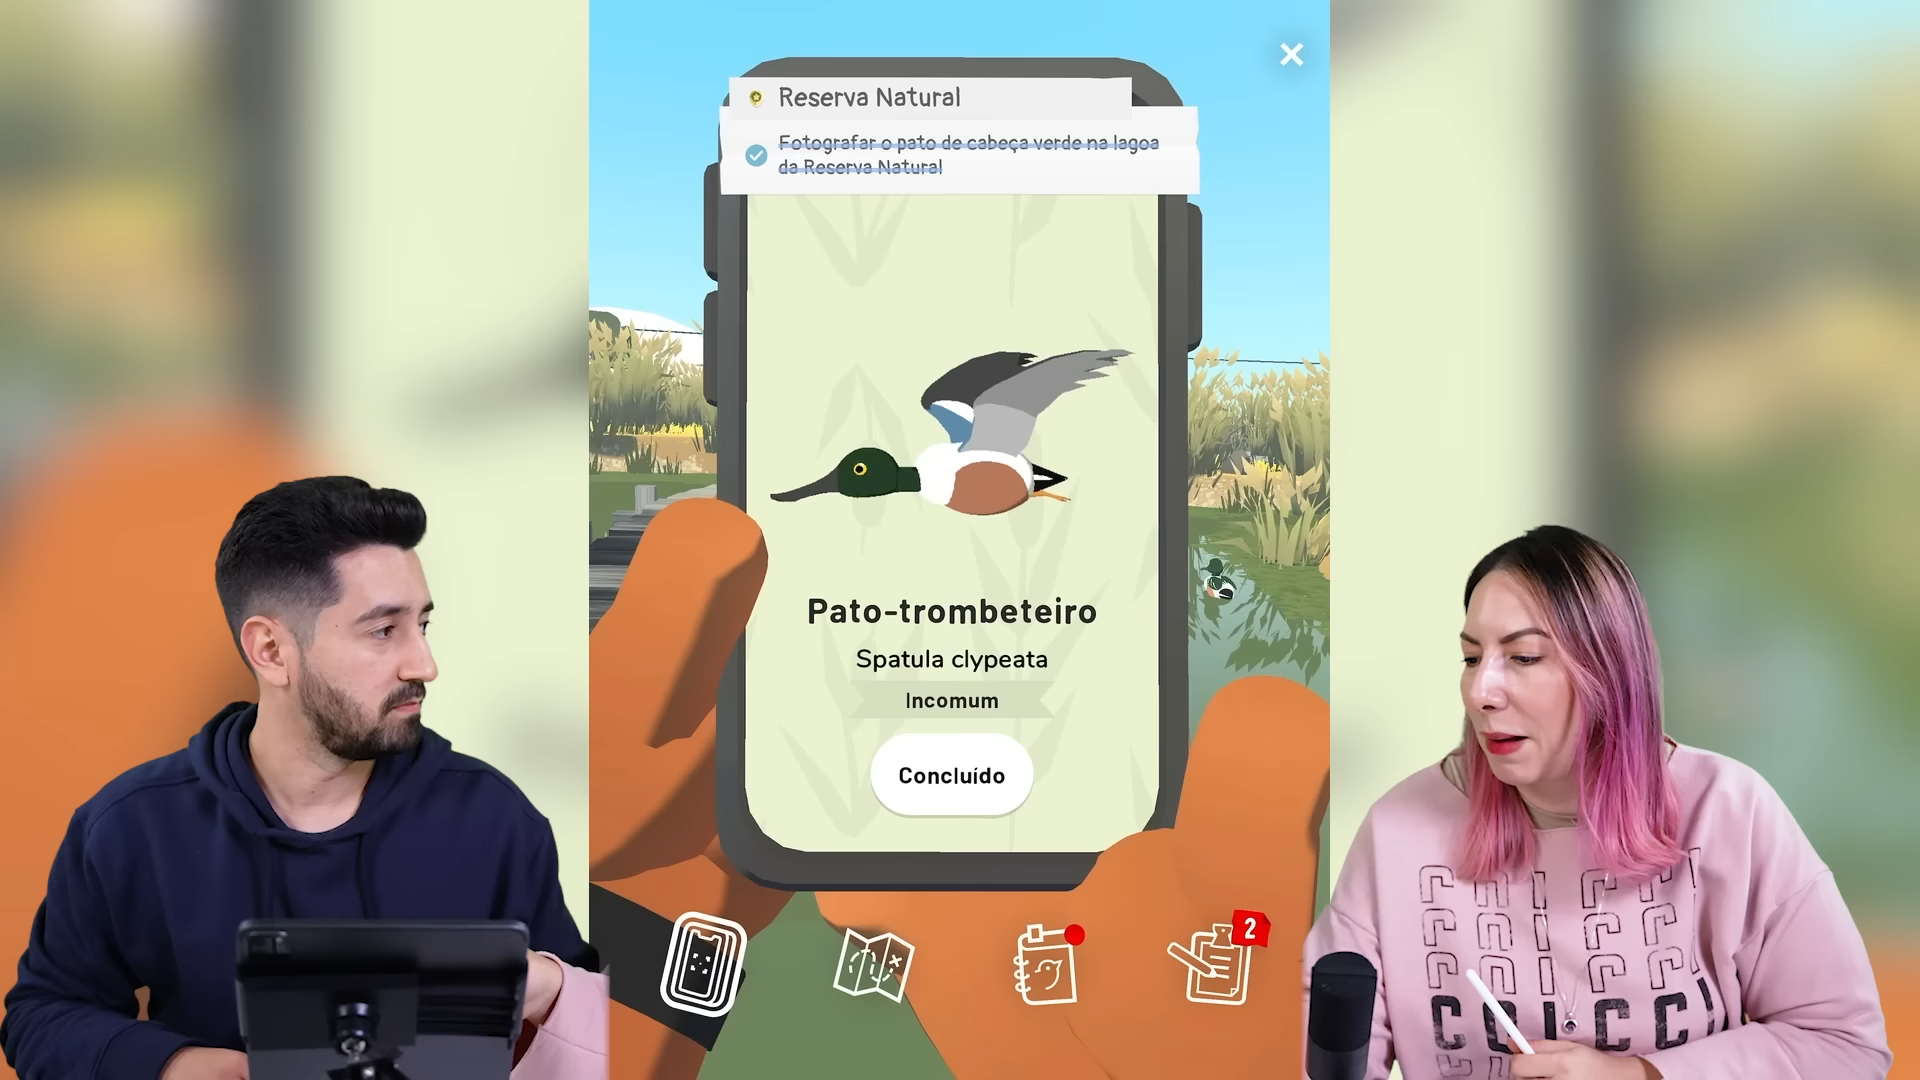 Reserva Natural
Fotografar o pato de cabeça verde na lagoa
da Reserva Natural
Pato-trombeteiro
Spatula clypeata
Incomum
Concluído
2